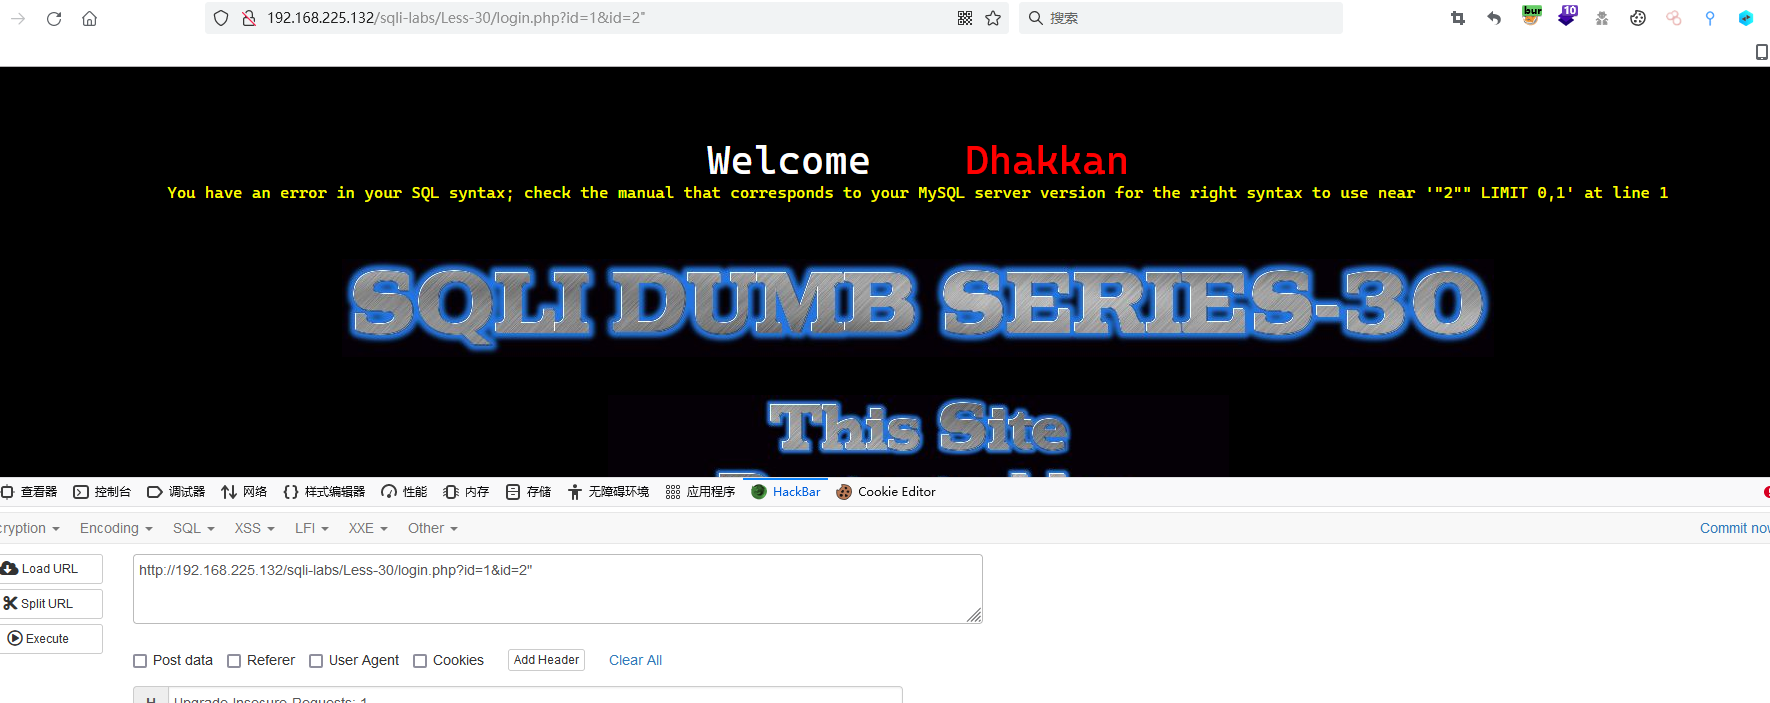 192.168.225.132/sqli-labs/Less-30/login.php?id=1&id=2"
搜索
bur
10
Welcome Dhakkan
You have an error in your SQL syntax; check the manual that corresponds to your MySQL server version for the right syntax to use near '"2"" LIMIT 0,1' at line 1
SQLI DUMB SERIES-30
This Site
查看器 控制台 调试器 网络 样式编辑器 性能 内存 存储 无障碍环境 应用程序 HackBar Cookie Editor
ryption Encoding SQL XSS LFI XXE Other Commit now
Load URL
http://192.168.225.132/sqli-labs/Less-30/login.php?id=1&id=2"
Split URL
Execute
Post data Referer User Agent Cookies Add Header Clear All
H Upgrade-Insecure-Requests: 1